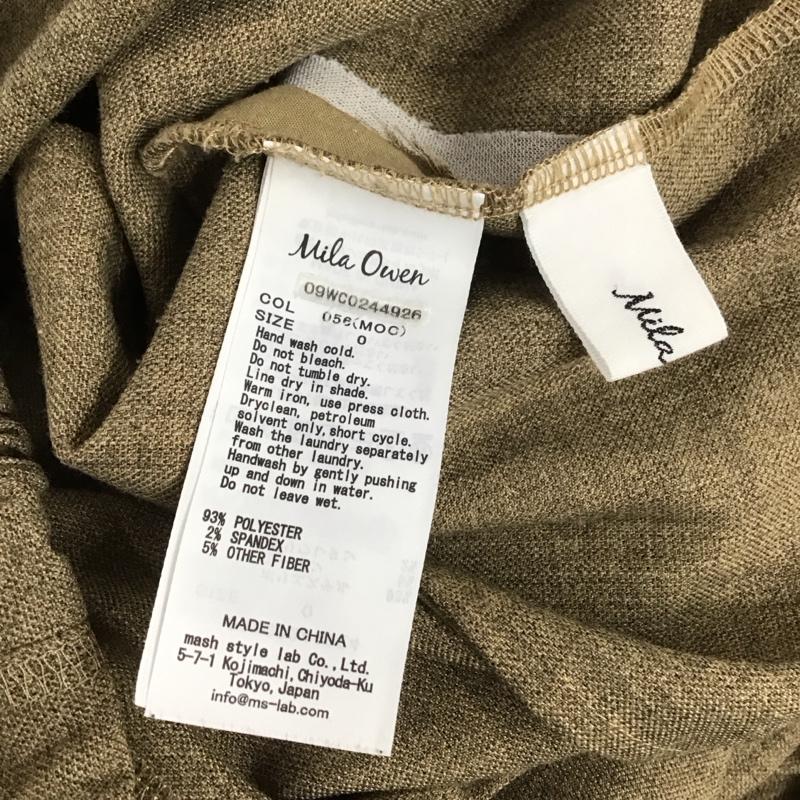 Mila Owen
09WC0244926
COL 056(MOC)
SIZE 0
Hand wash cold.
Do not bleach.
Do not tumble dry.
Line dry in shade.
Warm iron, use press cloth.
Dryclean, petroleum
solvent only,short cycle.
Wash the laundry separately
from other laundry.
Handwash by gently pushing
up and down in water.
Do not leave wet.
93% POLYESTER
2% SPANDEX
5% OTHER FIBER
MADE IN CHINA
mash style lab Co.,Ltd.
5-7-1 Kojimachi,Chiyoda-Ku
Tokyo,Japan
info@ms-lab.com
Mila